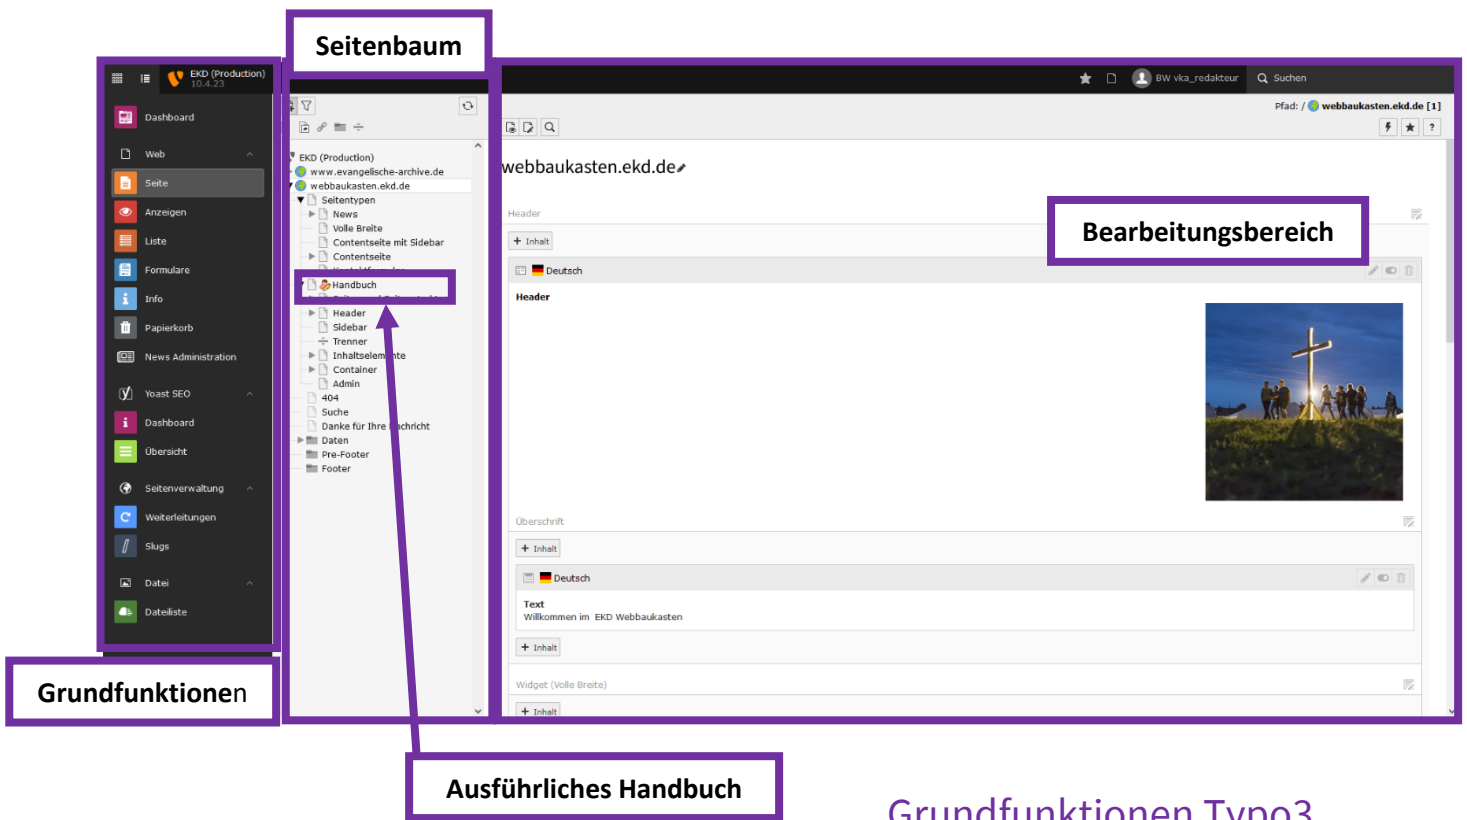 Seitenbaum
EKD (Production)
10.4.23
BW vka_redakteur
Suchen
Dashboard
Web
Seite
Anzeigen
Liste
Formulare
Info
Papierkorb
News Administration
Yoast SEO
Dashboard
Übersicht
Seitenverwaltung
Weiterleitungen
Slugs
Datei
Dateiliste
Grundfunktionen
EKD (Production)
www.evangelische-archive.de
webbaukasten.ekd.de
Seitentypen
News
Volle Breite
Contentseite mit Sidebar
Contentseite
Handbuch
Header
Sidebar
Trenner
Inhaltselemente
Container
Admin
404
Suche
Danke für Ihre Nachricht
Daten
Pre-Footer
Footer
Pfad: / webbaukasten.ekd.de [1]
webbaukasten.ekd.de
Bearbeitungsbereich
Header
+ Inhalt
Deutsch
Header
Überschrift
+ Inhalt
Deutsch
Text
Willkommen im EKD Webbaukasten
+ Inhalt
Widget (Volle Breite)
+ Inhalt
Ausführliches Handbuch
Grundfunktionen Typo3